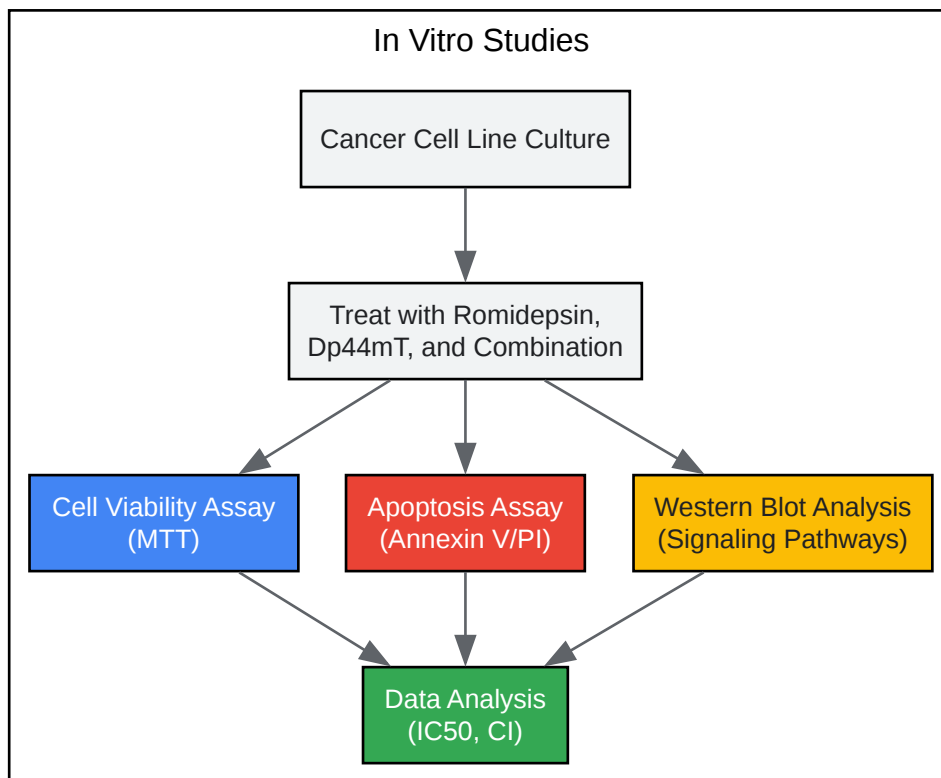 In Vitro Studies
Cancer Cell Line Culture
Treat with Romidepsin,
Dp44mT, and Combination
Cell Viability Assay
(MTT)
Apoptosis Assay
(Annexin V/PI)
Western Blot Analysis
(Signaling Pathways)
Data Analysis
(IC50, CI)